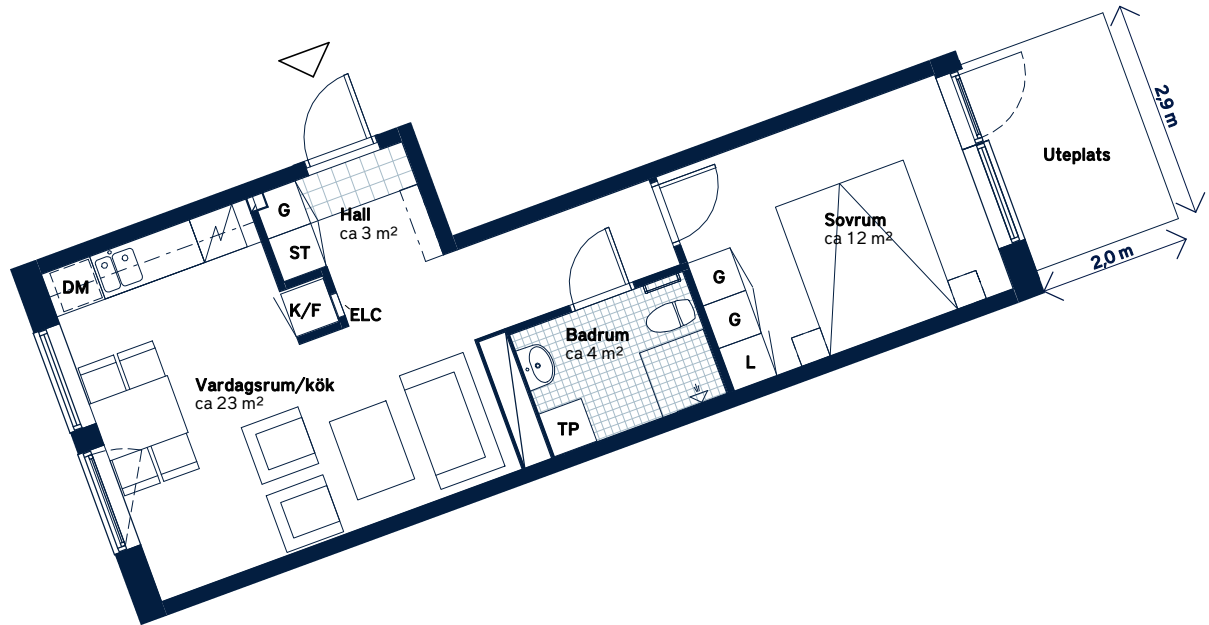 2,9 m
Uteplats
G
Hall
ca 3 m²
Sovrum
ca 12 m²
ST
2,0 m
DM
G
K/F
ELC
G
Badrum
ca 4 m²
L
Vardagsrum/kök
ca 23 m²
TP